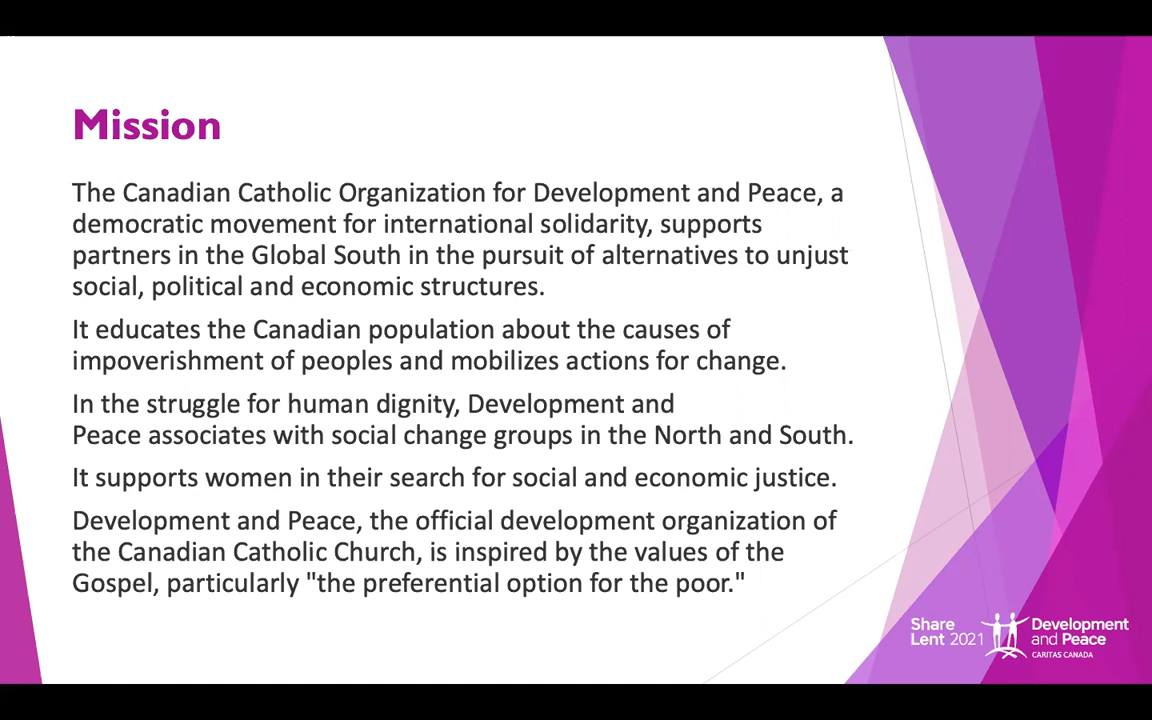 Mission
The Canadian Catholic Organization for Development and Peace, a
democratic movement for international solidarity, supports
partners in the Global South in the pursuit of alternatives to unjust
social, political and economic structures.
It educates the Canadian population about the causes of
impoverishment of peoples and mobilizes actions for change.
In the struggle for human dignity, Development and
Peace associates with social change groups in the North and South.
It supports women in their search for social and economic justice.
Development and Peace, the official development organization of
the Canadian Catholic Church, is inspired by the values of the
Gospel, particularly "the preferential option for the poor."
Share
Lent 2021
Development
and Peace
CARITAS CANADA